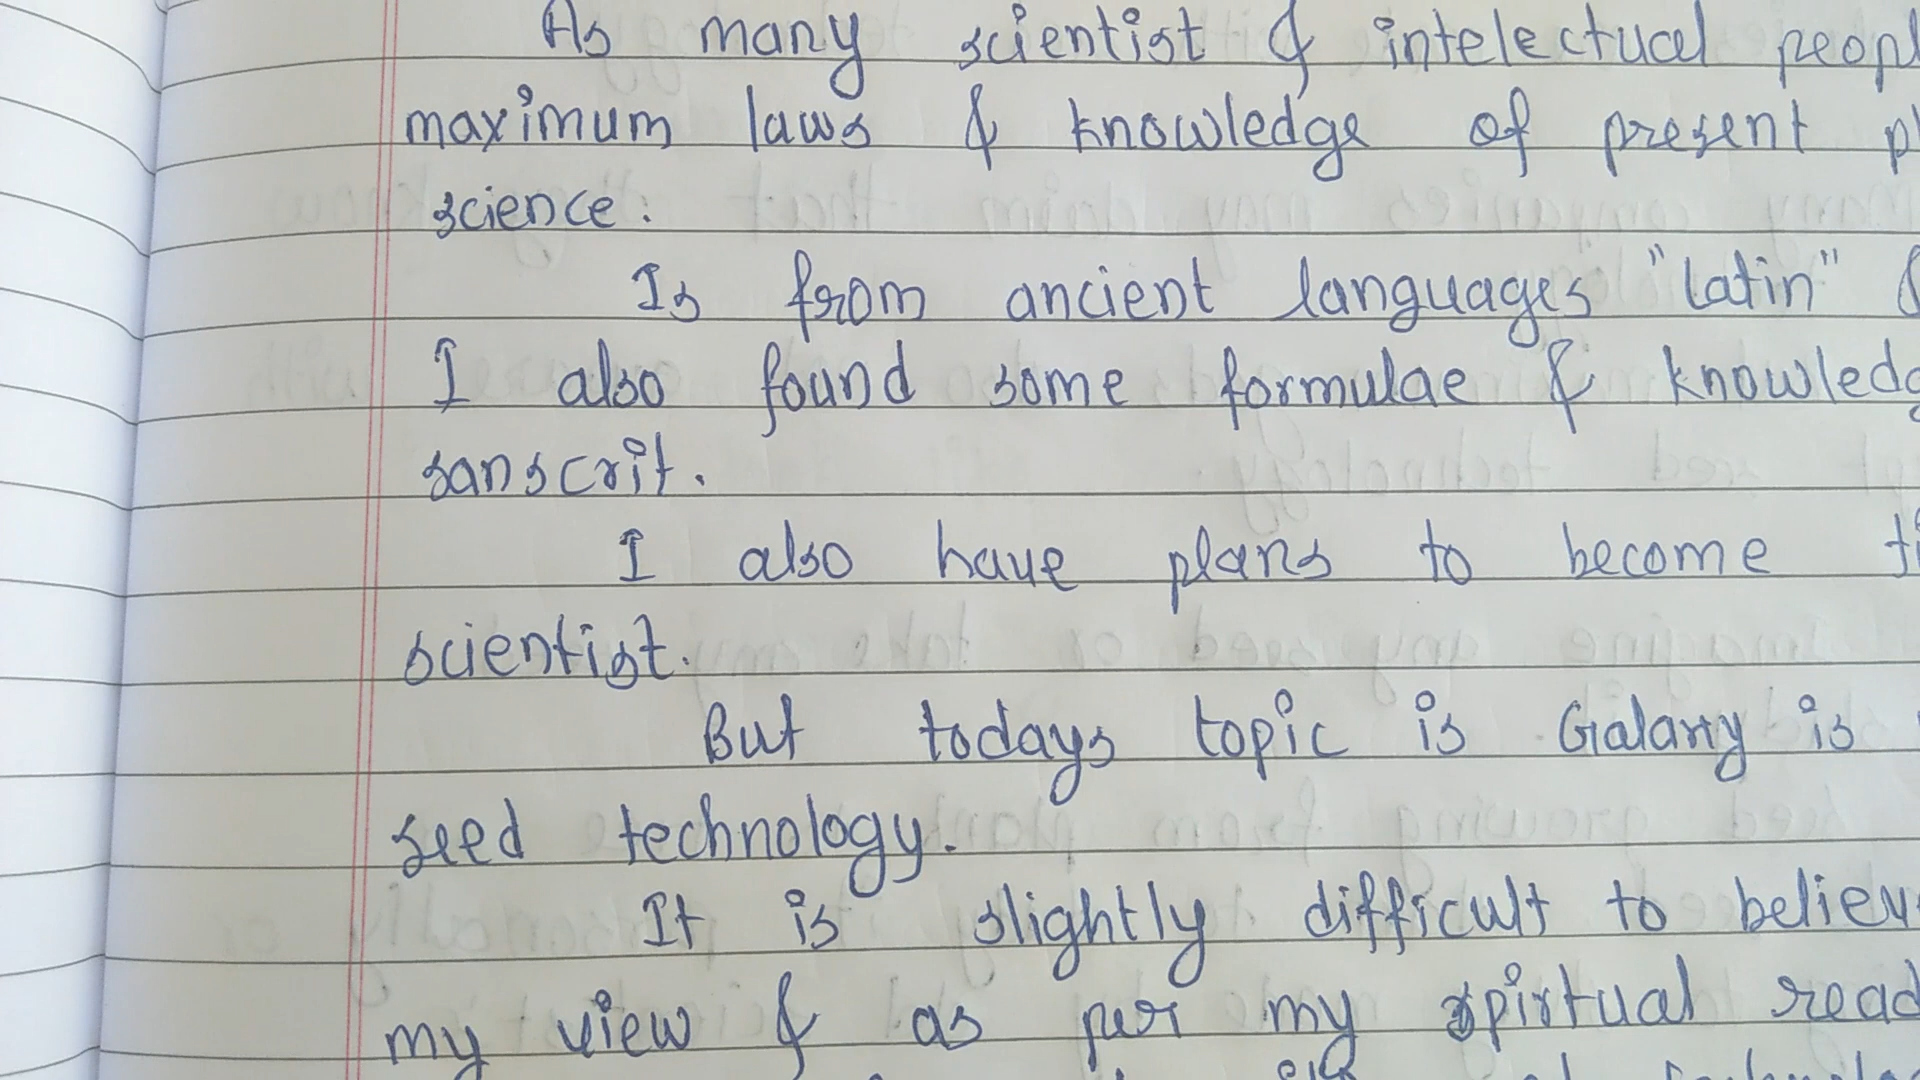 As many scientist & intelectual peopl
maximum laws & knowledge of present p
science.
Is from ancient languages "latin" &
I also found some formulae & knowledg
sanscrit.
I also have plans to become ti
scientist.
But todays topic is Galaxy is
seed technology.
It is slightly difficult to believ
my view & as per my spirtual read